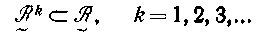 ℛ̰ᵏ ⊂ ℛ̰, k = 1, 2, 3,...